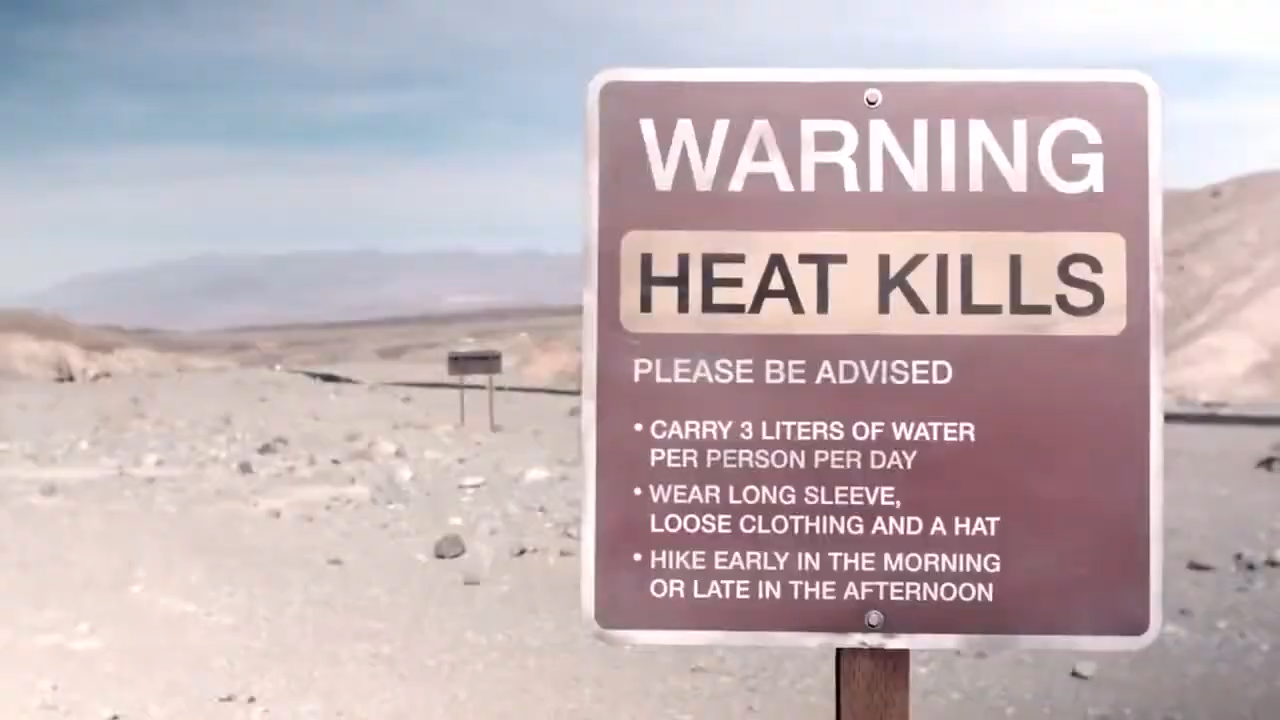 WARNING
HEAT KILLS
PLEASE BE ADVISED
• CARRY 3 LITERS OF WATER
PER PERSON PER DAY
• WEAR LONG SLEEVE,
LOOSE CLOTHING AND A HAT
• HIKE EARLY IN THE MORNING
OR LATE IN THE AFTERNOON